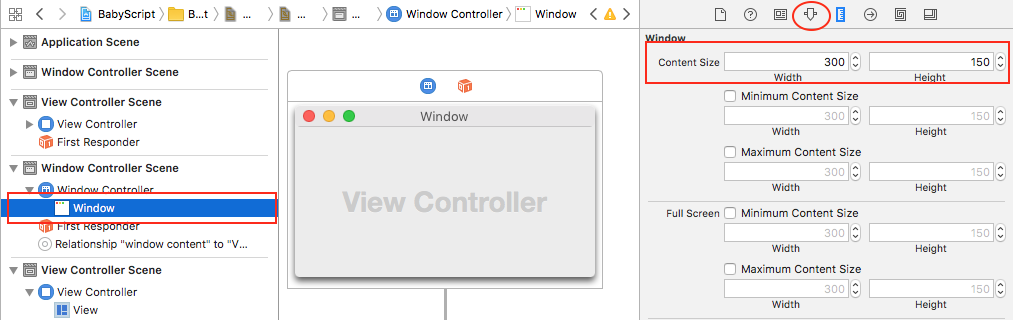 BabyScript B...t ... ... ... ... Window Controller Window
Application Scene
Window Controller Scene
View Controller Scene
View Controller
First Responder
Window Controller Scene
Window Controller
Window
First Responder
Relationship "window content" to "V...
View Controller Scene
View Controller
View
Window
View Controller
Window
Content Size 300 150
Width Height
Minimum Content Size
300 150
Width Height
Maximum Content Size
300 150
Width Height
Full Screen Minimum Content Size
300 150
Width Height
Maximum Content Size
300 150
Width Height